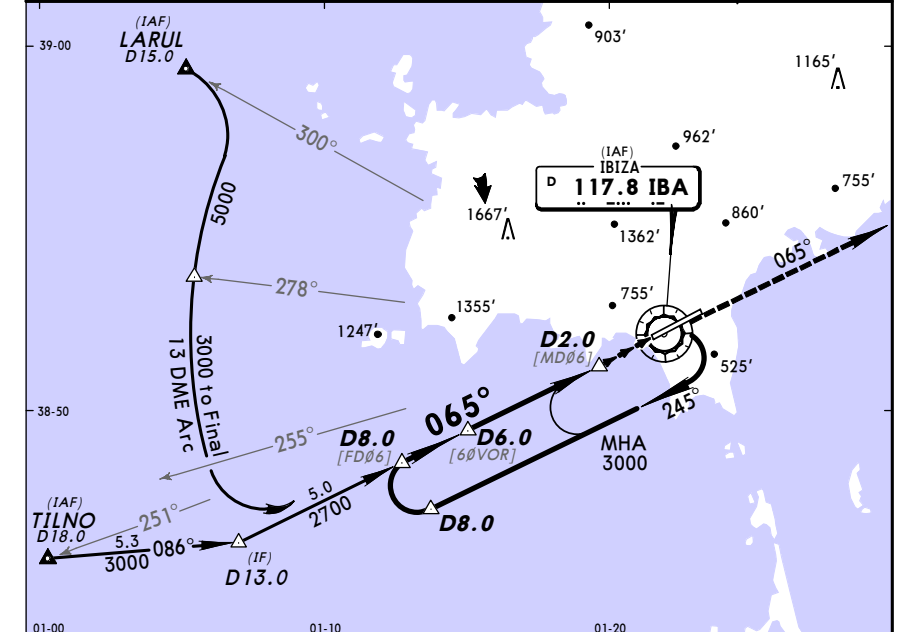 (IAF)
LARUL
D15.0
39-00
903'
1165'
300°
962'
(IAF)
IBIZA
D 117.8 IBA
755'
1667'
1362'
860'
5000
065°
278°
755'
1355'
1247'
D2.0
[MDØ6]
525'
3000 to Final
13 DME Arc
38-50
065°
245°
255°
D8.0
[FDØ6]
D6.0
[6ØVOR]
MHA
3000
(IAF)
TILNO
D18.0
251°
5.0
2700
D8.0
5.3
3000
086°
(IF)
D13.0
01-00
01-10
01-20